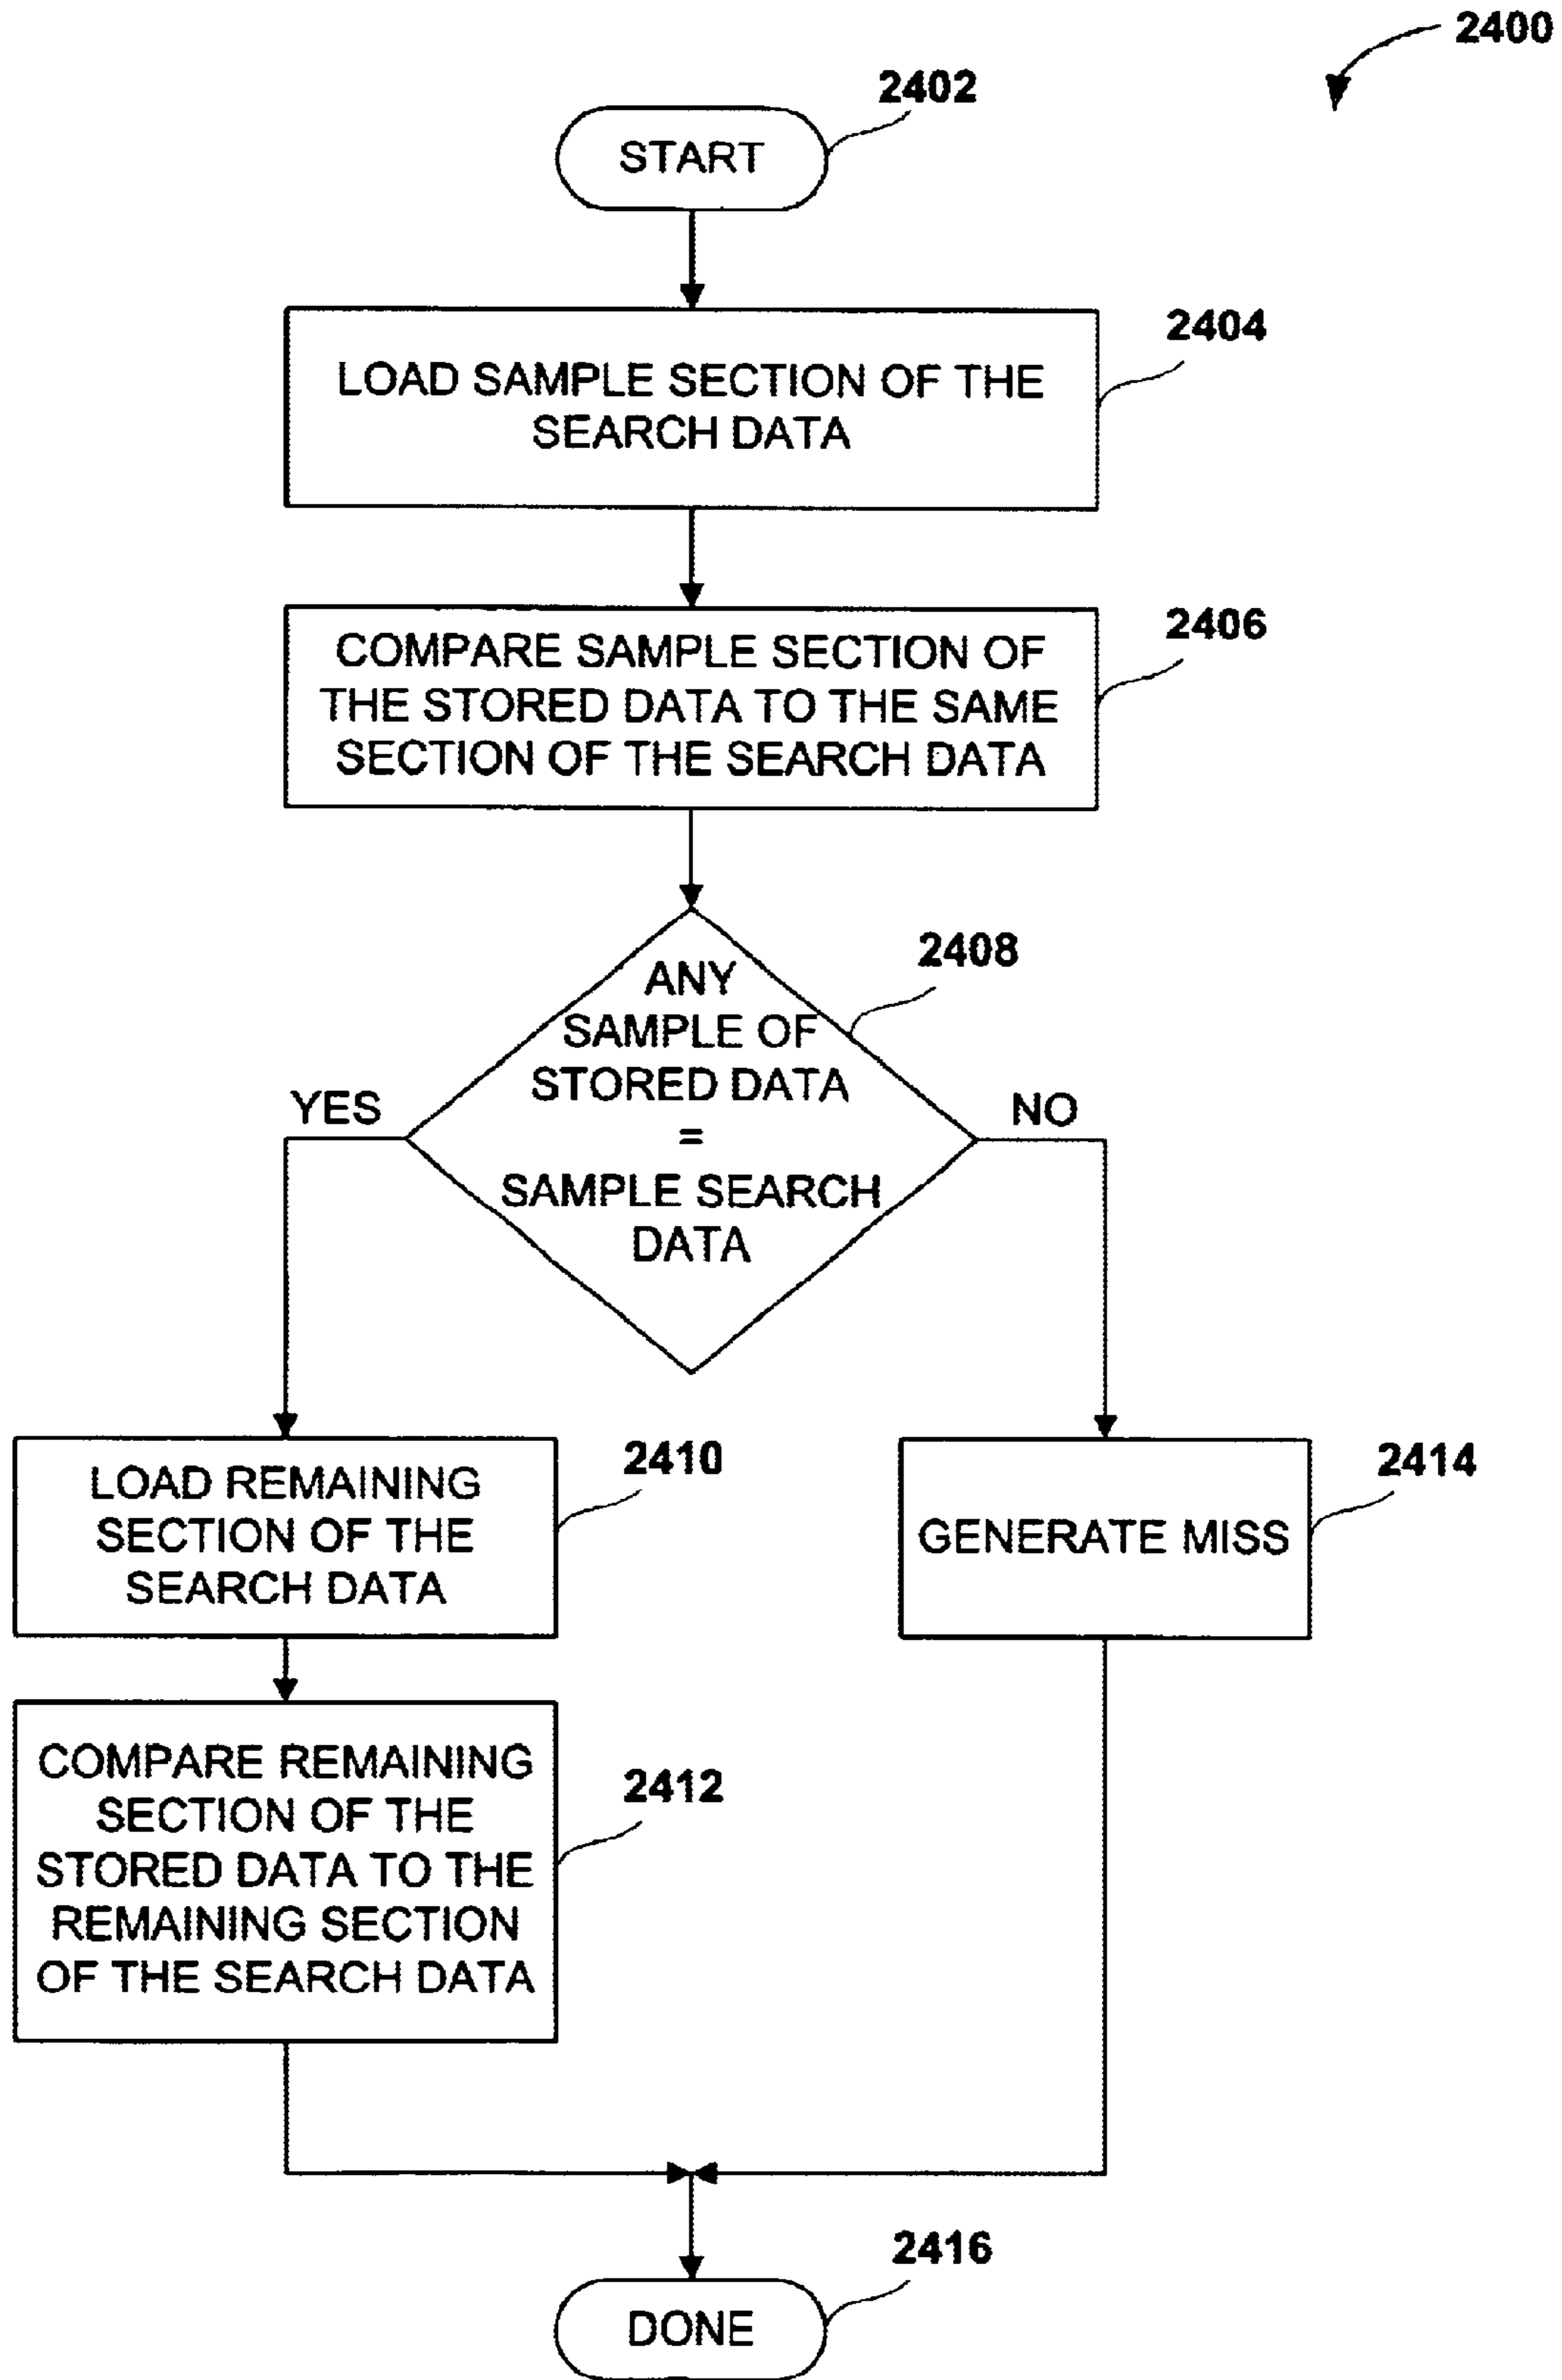 2400
2402
START
2404
LOAD SAMPLE SECTION OF THE
SEARCH DATA
2406
COMPARE SAMPLE SECTION OF
THE STORED DATA TO THE SAME
SECTION OF THE SEARCH DATA
2408
ANY
SAMPLE OF
STORED DATA
=
SAMPLE SEARCH
DATA
YES
NO
2410
LOAD REMAINING
SECTION OF THE
SEARCH DATA
2414
GENERATE MISS
2412
COMPARE REMAINING
SECTION OF THE
STORED DATA TO THE
REMAINING SECTION
OF THE SEARCH DATA
2416
DONE